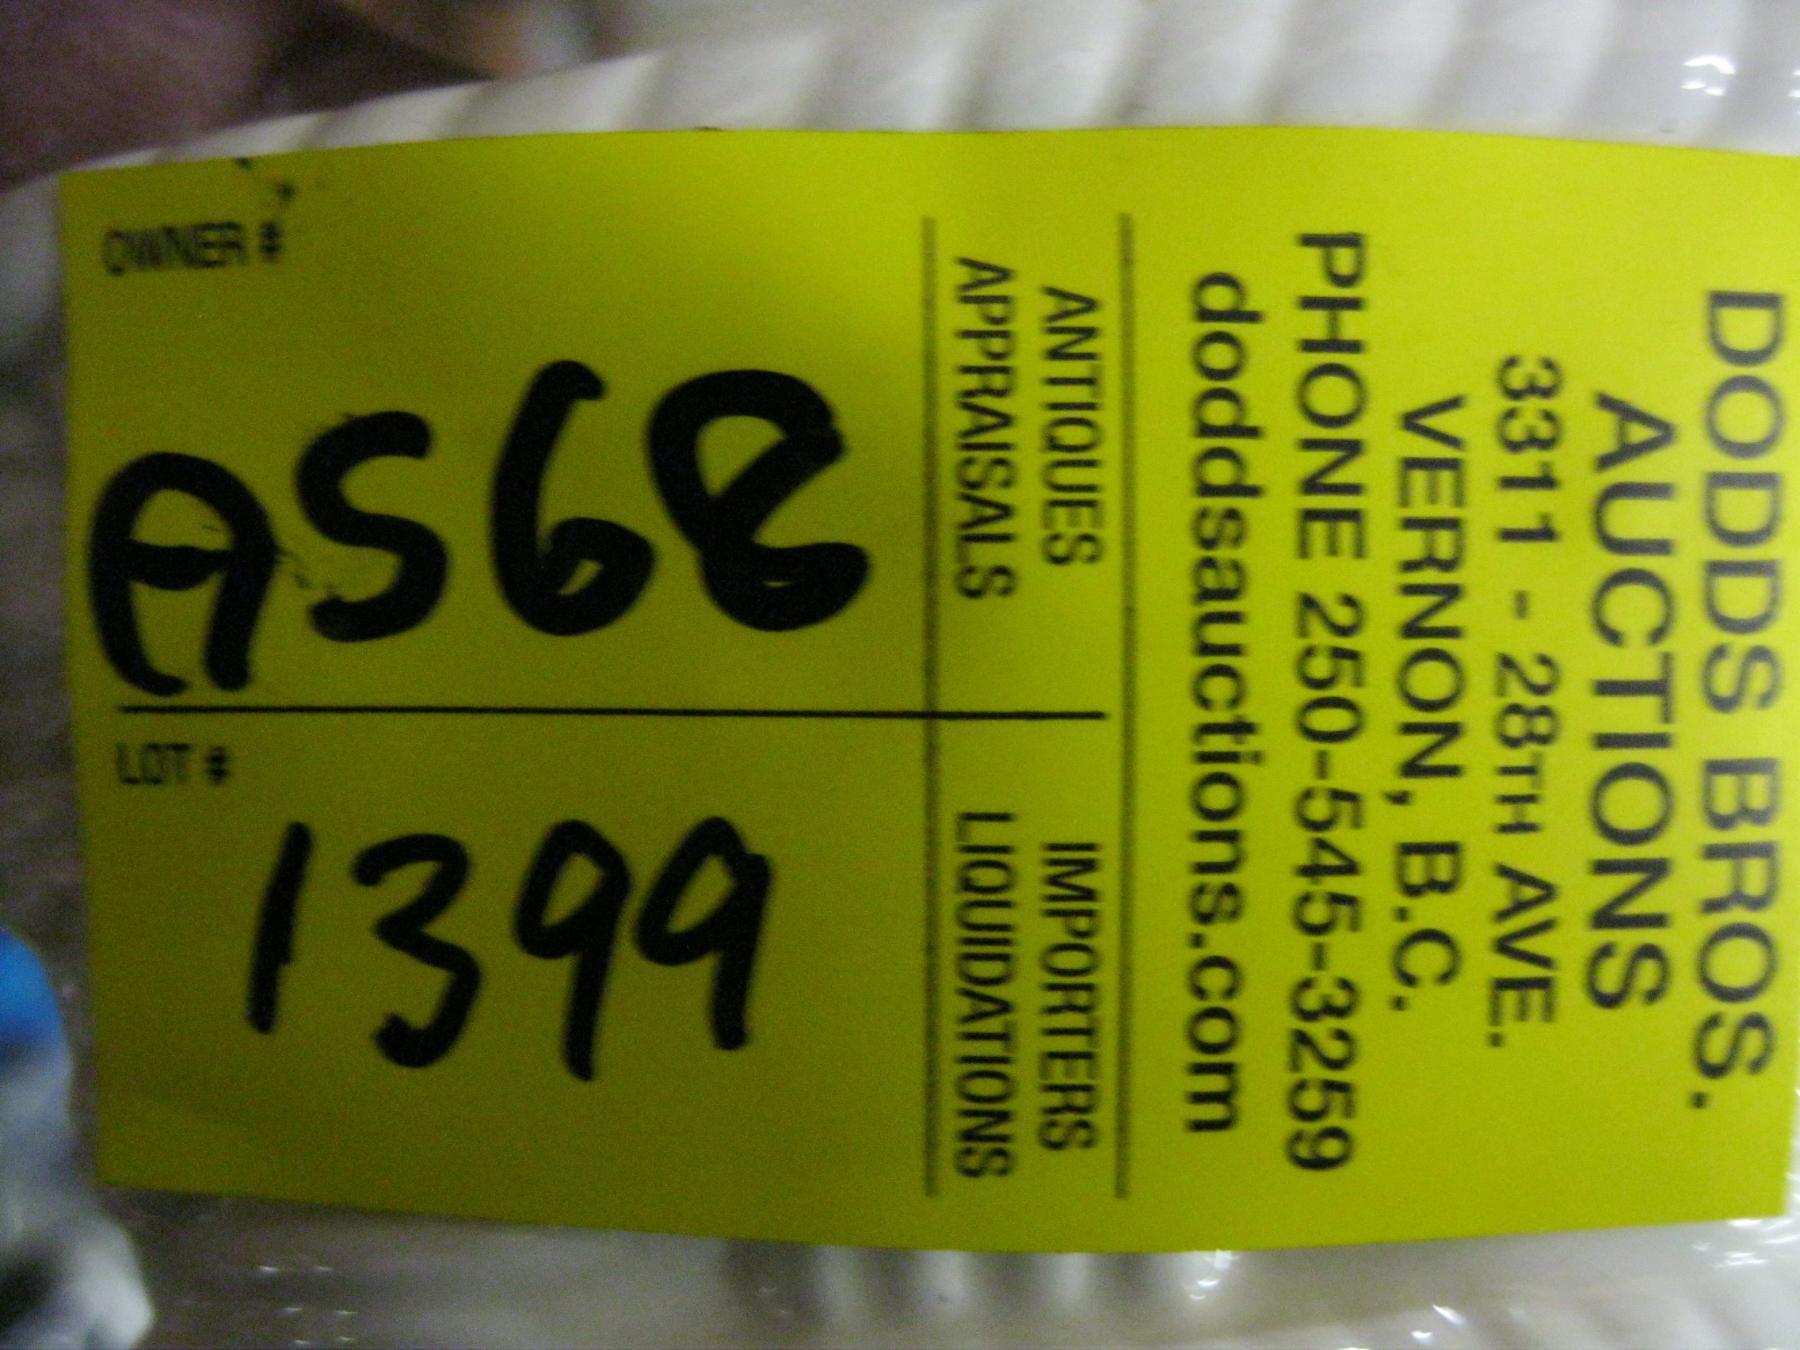 DODDS BROS.
AUCTIONS
3311 - 28TH AVE.
VERNON, B.C.
PHONE 250-545-3259
doddsauctions.com
ANTIQUES IMPORTERS
APPRAISALS LIQUIDATIONS
OWNER #
A568
LOT #
1399